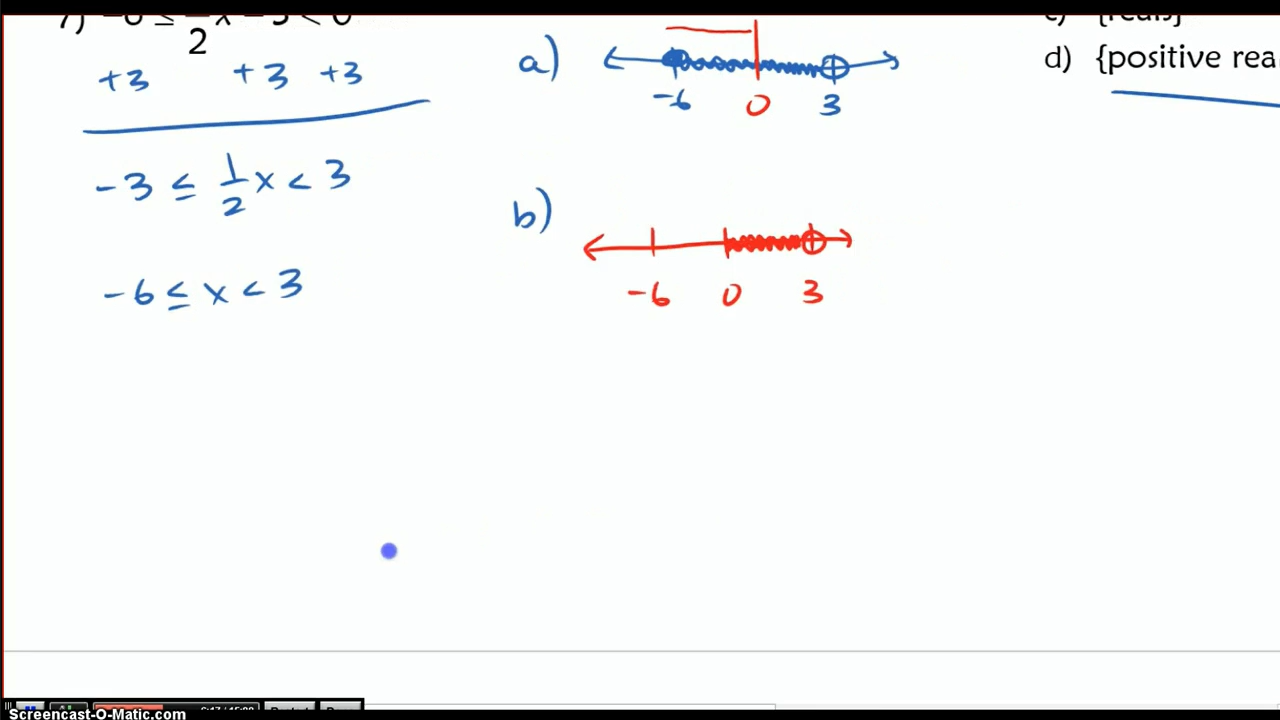 2
+3 +3 +3
-3 ≤ 1/2 x < 3
-6 ≤ x < 3
a)
-6 0 3
b)
-6 0 3
d) {positive rea
Screencast-O-Matic.com